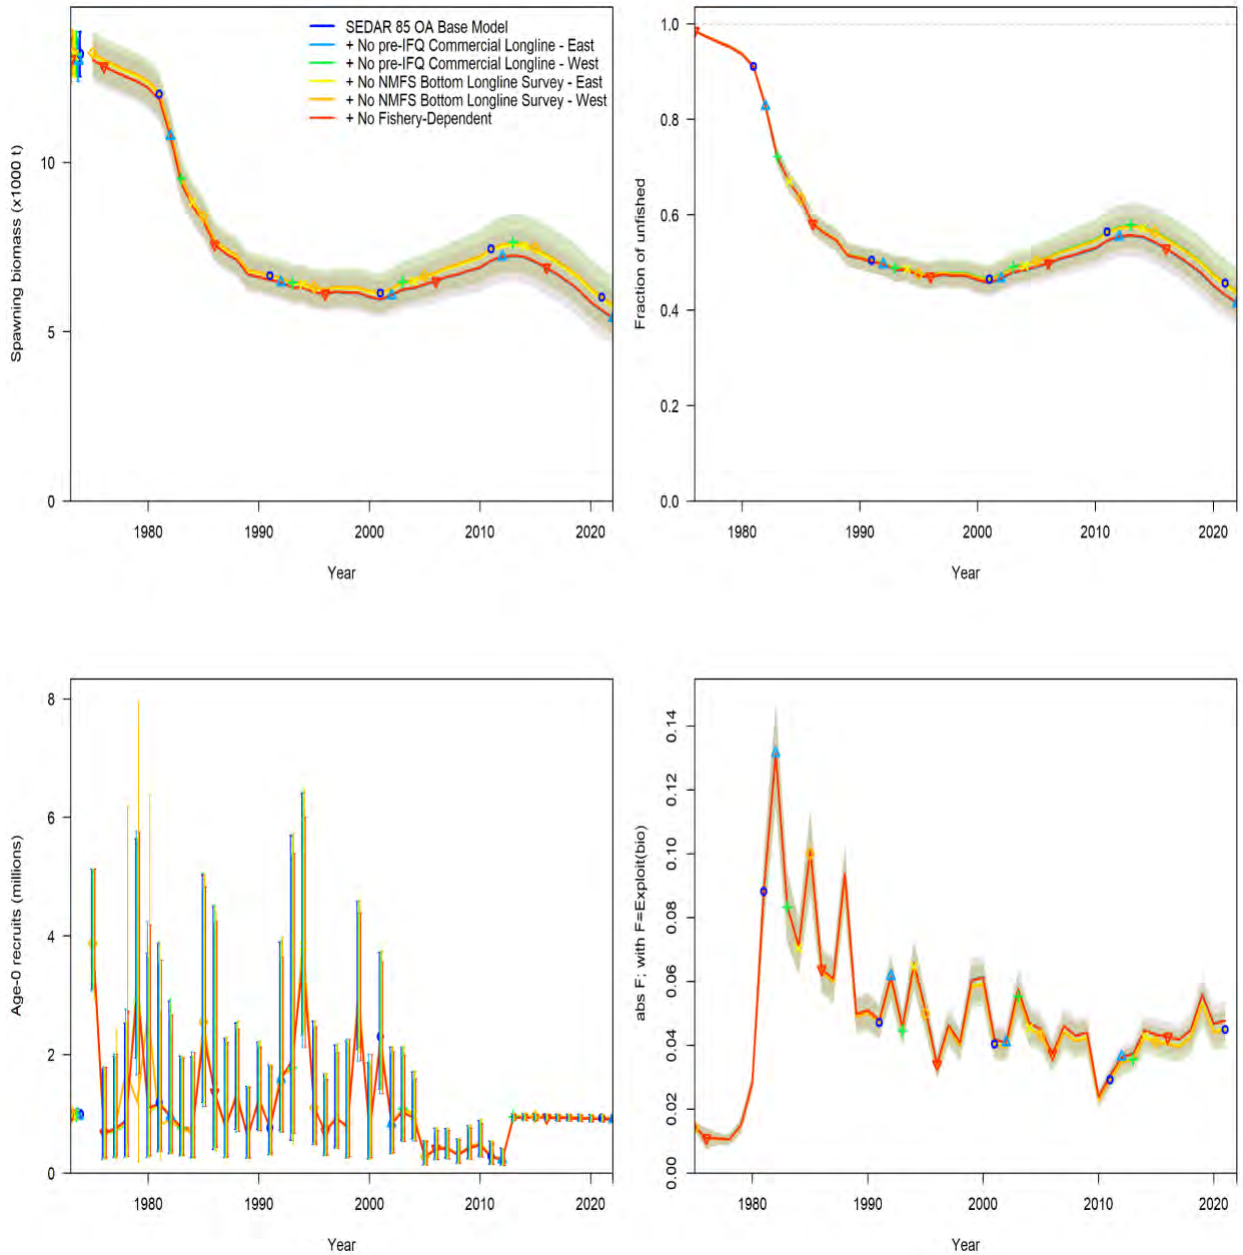 SEDAR 85 OA Base Model
+ No pre-IFQ Commercial Longline - East
+ No pre-IFQ Commercial Longline - West
+ No NMFS Bottom Longline Survey - East
+ No NMFS Bottom Longline Survey - West
+ No Fishery-Dependent
Spawning biomass (x1000 t)
10
5
0
1980 1990 2000 2010 2020
Year
Fraction of unfished
1.0
0.8
0.6
0.4
0.2
0.0
1980 1990 2000 2010 2020
Year
Age-0 recruits (millions)
8
6
4
2
0
1980 1990 2000 2010 2020
Year
abs F; with F=Exploit(bio)
0.14
0.12
0.10
0.08
0.06
0.04
0.02
0.00
1980 1990 2000 2010 2020
Year